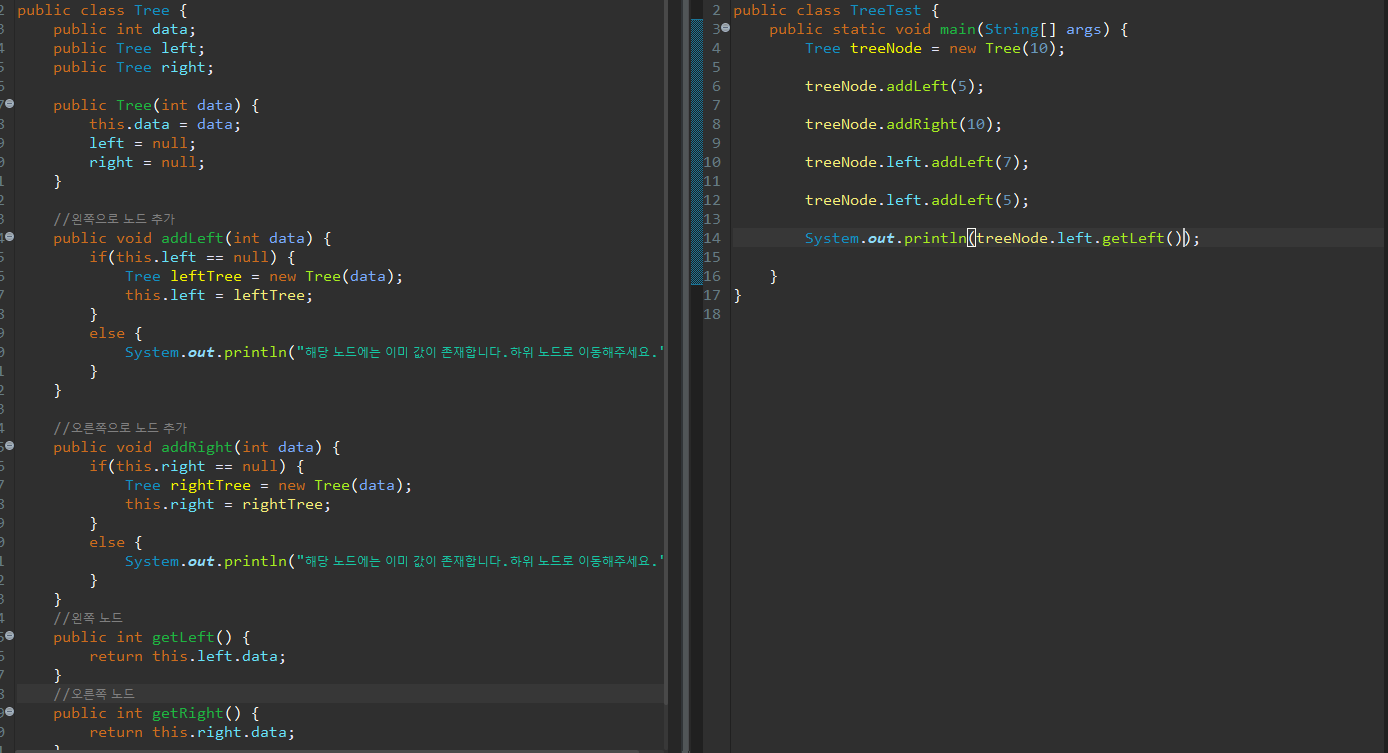 public class Tree {
public int data;
public Tree left;
public Tree right;
public Tree(int data) {
this.data = data;
left = null;
right = null;
}
//왼쪽으로 노드 추가
public void addLeft(int data) {
if(this.left == null) {
Tree leftTree = new Tree(data);
this.left = leftTree;
}
else {
System.out.println("해당 노드에는 이미 값이 존재합니다.하위 노드로 이동해주세요."
}
}
//오른쪽으로 노드 추가
public void addRight(int data) {
if(this.right == null) {
Tree rightTree = new Tree(data);
this.right = rightTree;
}
else {
System.out.println("해당 노드에는 이미 값이 존재합니다.하위 노드로 이동해주세요."
}
}
//왼쪽 노드
public int getLeft() {
return this.left.data;
}
//오른쪽 노드
public int getRight() {
return this.right.data;
2 public class TreeTest {
3 public static void main(String[] args) {
4 Tree treeNode = new Tree(10);
5
6 treeNode.addLeft(5);
7
8 treeNode.addRight(10);
9
10 treeNode.left.addLeft(7);
11
12 treeNode.left.addLeft(5);
13
14 System.out.println(treeNode.left.getLeft());
15
16 }
17 }
18